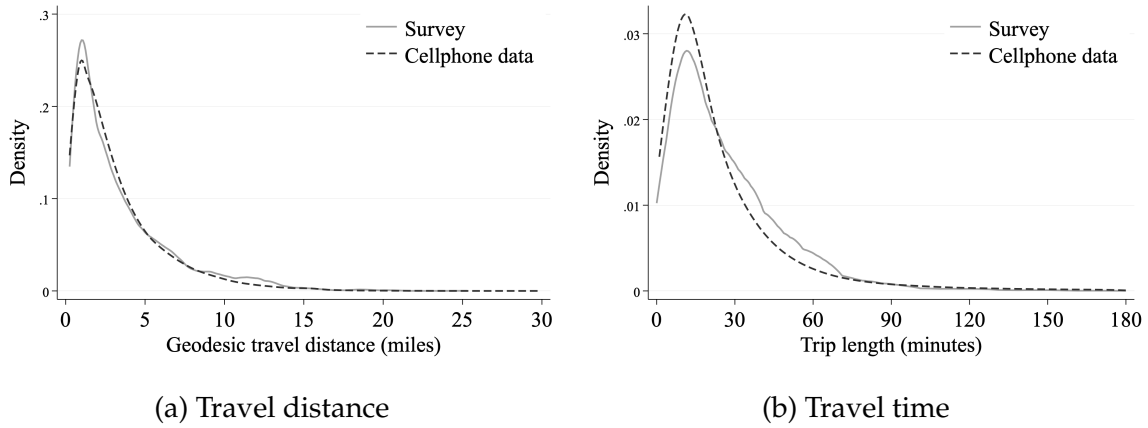 .3
.2
.1
0
Density
Survey
Cellphone data
0 5 10 15 20 25 30
Geodesic travel distance (miles)
(a) Travel distance
.03
.02
.01
0
Density
Survey
Cellphone data
0 30 60 90 120 150 180
Trip length (minutes)
(b) Travel time